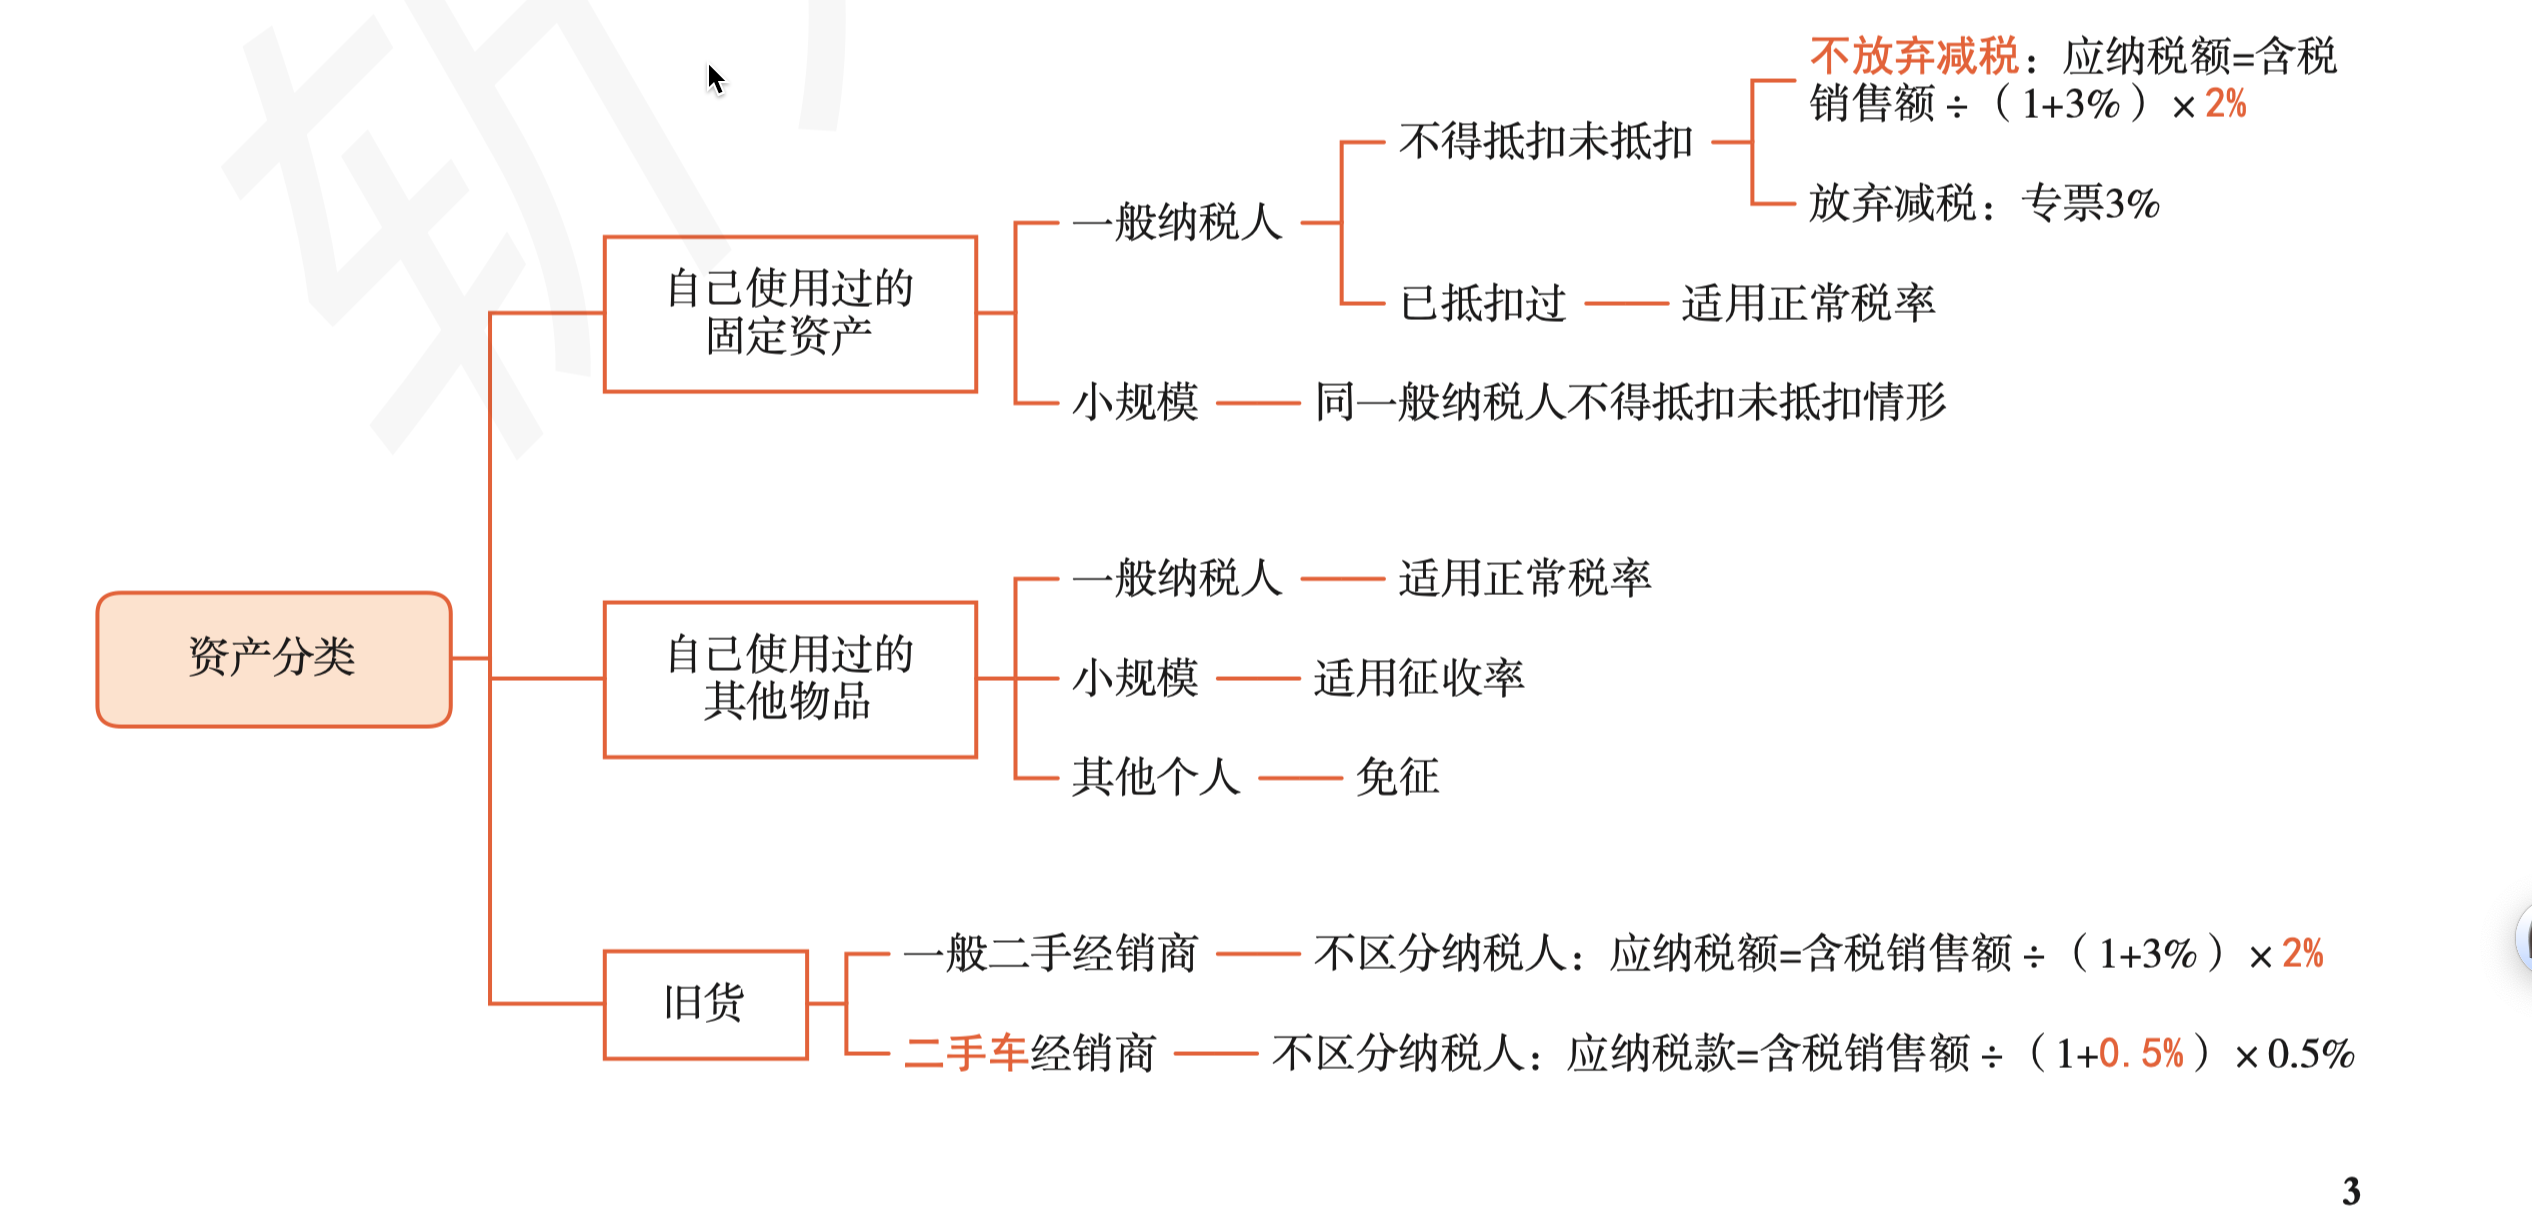 不放弃减税：应纳税额=含税
销售额÷（1+3%）×2%
不得抵扣未抵扣
放弃减税：专票3%
一般纳税人
自己使用过的
固定资产
已抵扣过
适用正常税率
小规模
同一般纳税人不得抵扣未抵扣情形
资产分类
自己使用过的
其他物品
一般纳税人
适用正常税率
小规模
适用征收率
其他个人
免征
旧货
一般二手经销商
不区分纳税人：应纳税额=含税销售额÷（1+3%）×2%
二手车经销商
不区分纳税人：应纳税款=含税销售额÷（1+0.5%）×0.5%
3